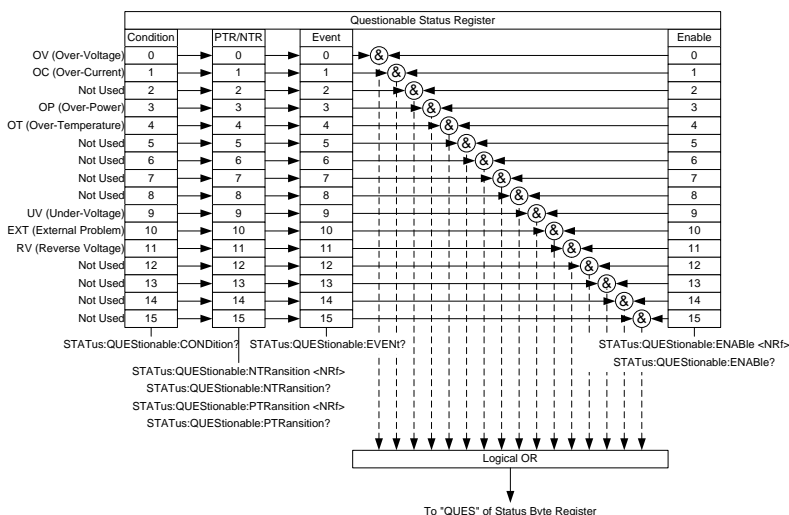 Questionable Status Register
Condition PTR/NTR Event Enable
OV (Over-Voltage) 0 0 0 & 0
OC (Over-Current) 1 1 1 & 1
Not Used 2 2 2 & 2
OP (Over-Power) 3 3 3 & 3
OT (Over-Temperature) 4 4 4 & 4
Not Used 5 5 5 & 5
Not Used 6 6 6 & 6
Not Used 7 7 7 & 7
Not Used 8 8 8 & 8
UV (Under-Voltage) 9 9 9 & 9
EXT (External Problem) 10 10 10 & 10
RV (Reverse Voltage) 11 11 11 & 11
Not Used 12 12 12 & 12
Not Used 13 13 13 & 13
Not Used 14 14 14 & 14
Not Used 15 15 15 & 15
STATus:QUEStionable:CONDition? STATus:QUEStionable:EVENt? STATus:QUEStionable:ENABle <NRf>
STATus:QUEStionable:ENABle?
STATus:QUEStionable:NTRansition <NRf>
STATus:QUEStionable:NTRansition?
STATus:QUEStionable:PTRansition <NRf>
STATus:QUEStionable:PTRansition?
Logical OR
To "QUES" of Status Byte Register